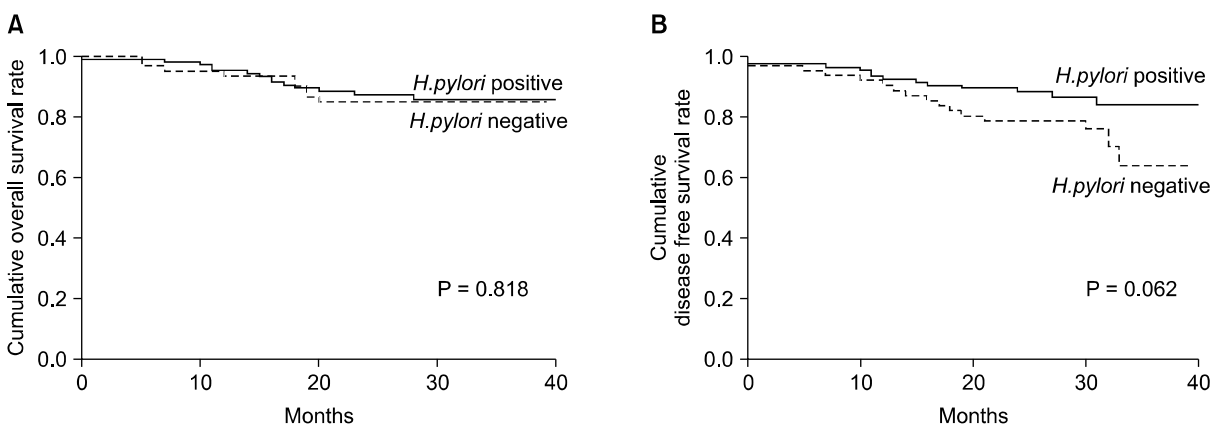 A
Cumulative overall survival rate
1.0
0.8
0.6
0.4
0.2
0.0
H.pylori positive
H.pylori negative
P = 0.818
0 10 20 30 40
Months
B
Cumulative
disease free survival rate
1.0
0.8
0.6
0.4
0.2
0.0
H.pylori positive
H.pylori negative
P = 0.062
0 10 20 30 40
Months